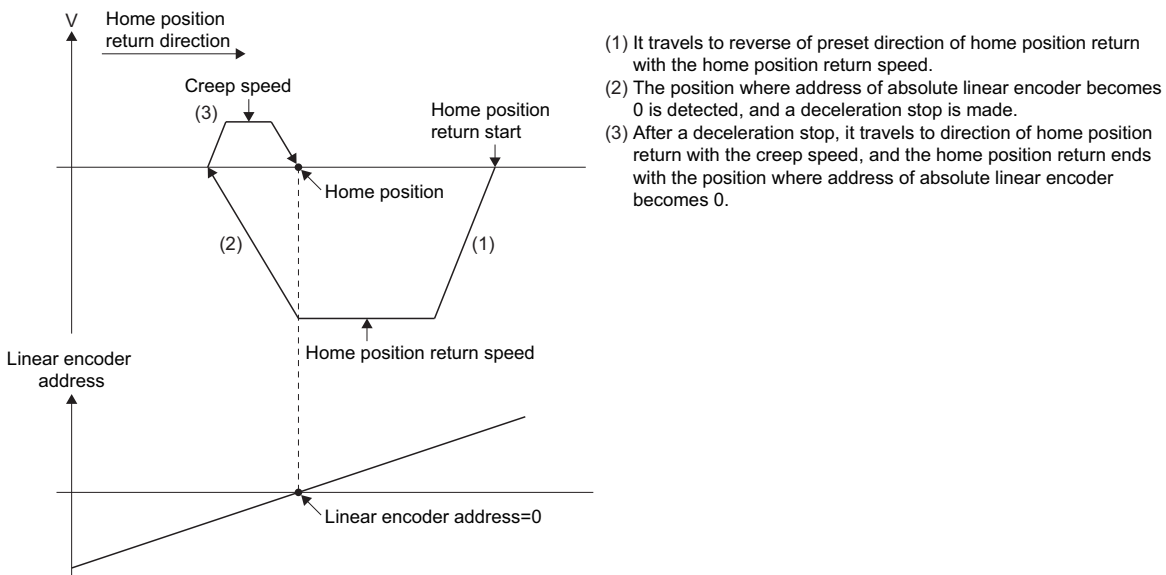 V
Home position
return direction
Creep speed
(3)
Home position
return start
Home position
(2)
(1)
Home position return speed
Linear encoder
address
Linear encoder address=0
(1) It travels to reverse of preset direction of home position return
with the home position return speed.
(2) The position where address of absolute linear encoder becomes
0 is detected, and a deceleration stop is made.
(3) After a deceleration stop, it travels to direction of home position
return with the creep speed, and the home position return ends
with the position where address of absolute linear encoder
becomes 0.